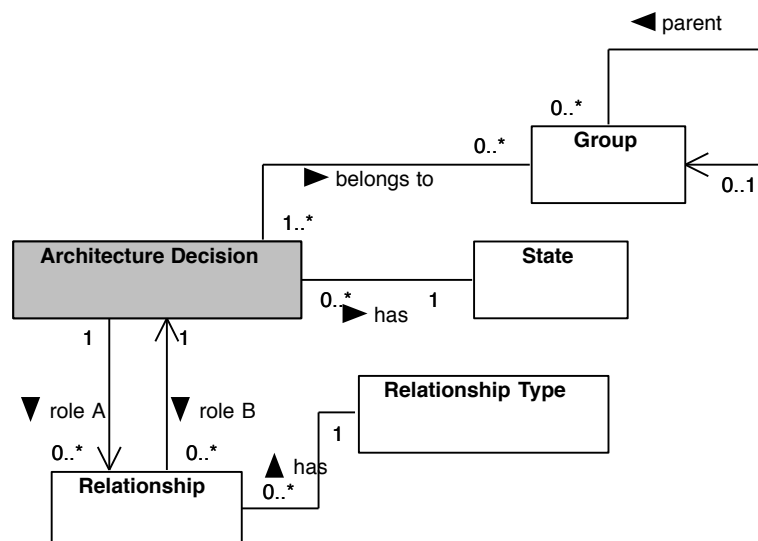 ◀ parent
0..*
0..*
Group
▶ belongs to
0..1
1..*
Architecture Decision
State
0..*
1
▶ has
1
1
Relationship Type
▼ role A
▼ role B
1
0..*
0..*
▲ has
Relationship
0..*